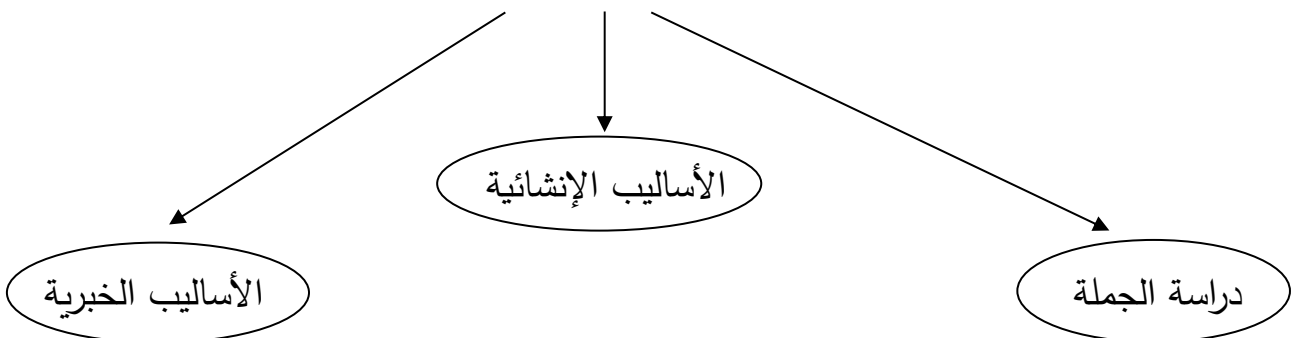 الأساليب الإنشائية
دراسة الجملة
الأساليب الخبرية